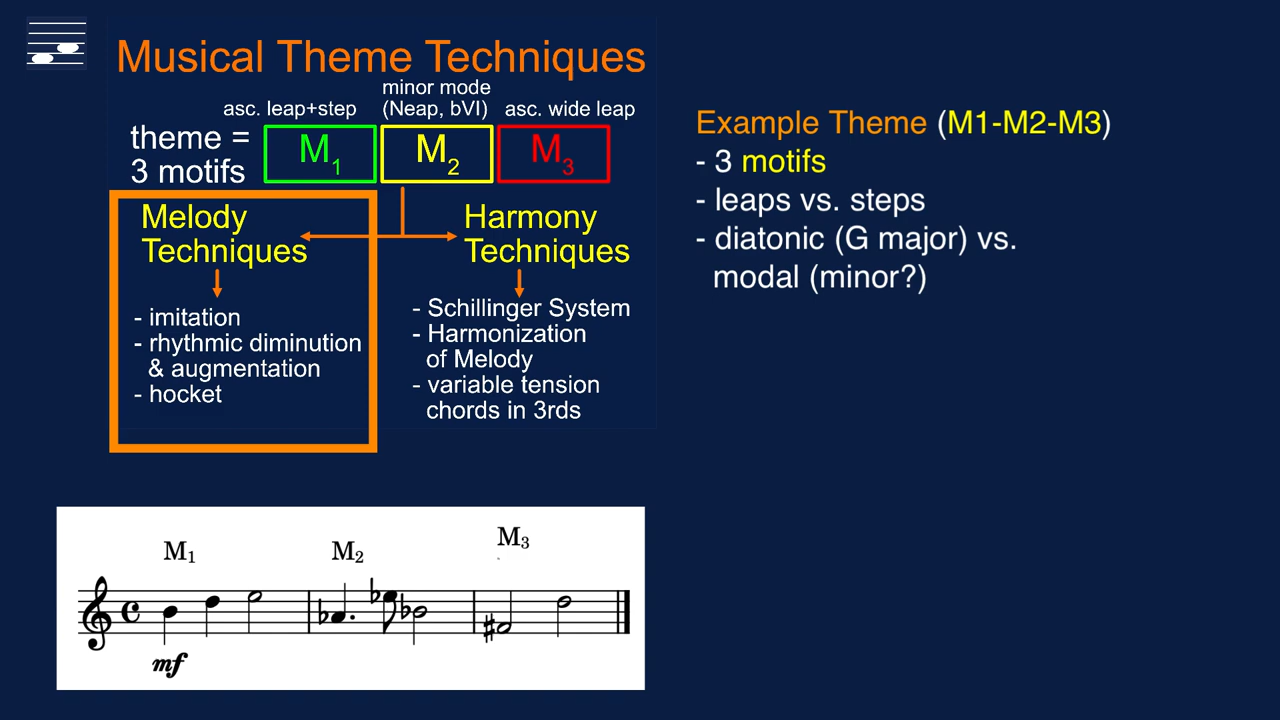 Musical Theme Techniques
minor mode
asc. leap+step (Neap, bVI) asc. wide leap
theme =
3 motifs
M1 M2 M3
Melody
Techniques
- imitation
- rhythmic diminution
& augmentation
- hocket
Harmony
Techniques
- Schillinger System
- Harmonization
of Melody
- variable tension
chords in 3rds
Example Theme (M1-M2-M3)
- 3 motifs
- leaps vs. steps
- diatonic (G major) vs.
modal (minor?)
M1 M2 M3
mf